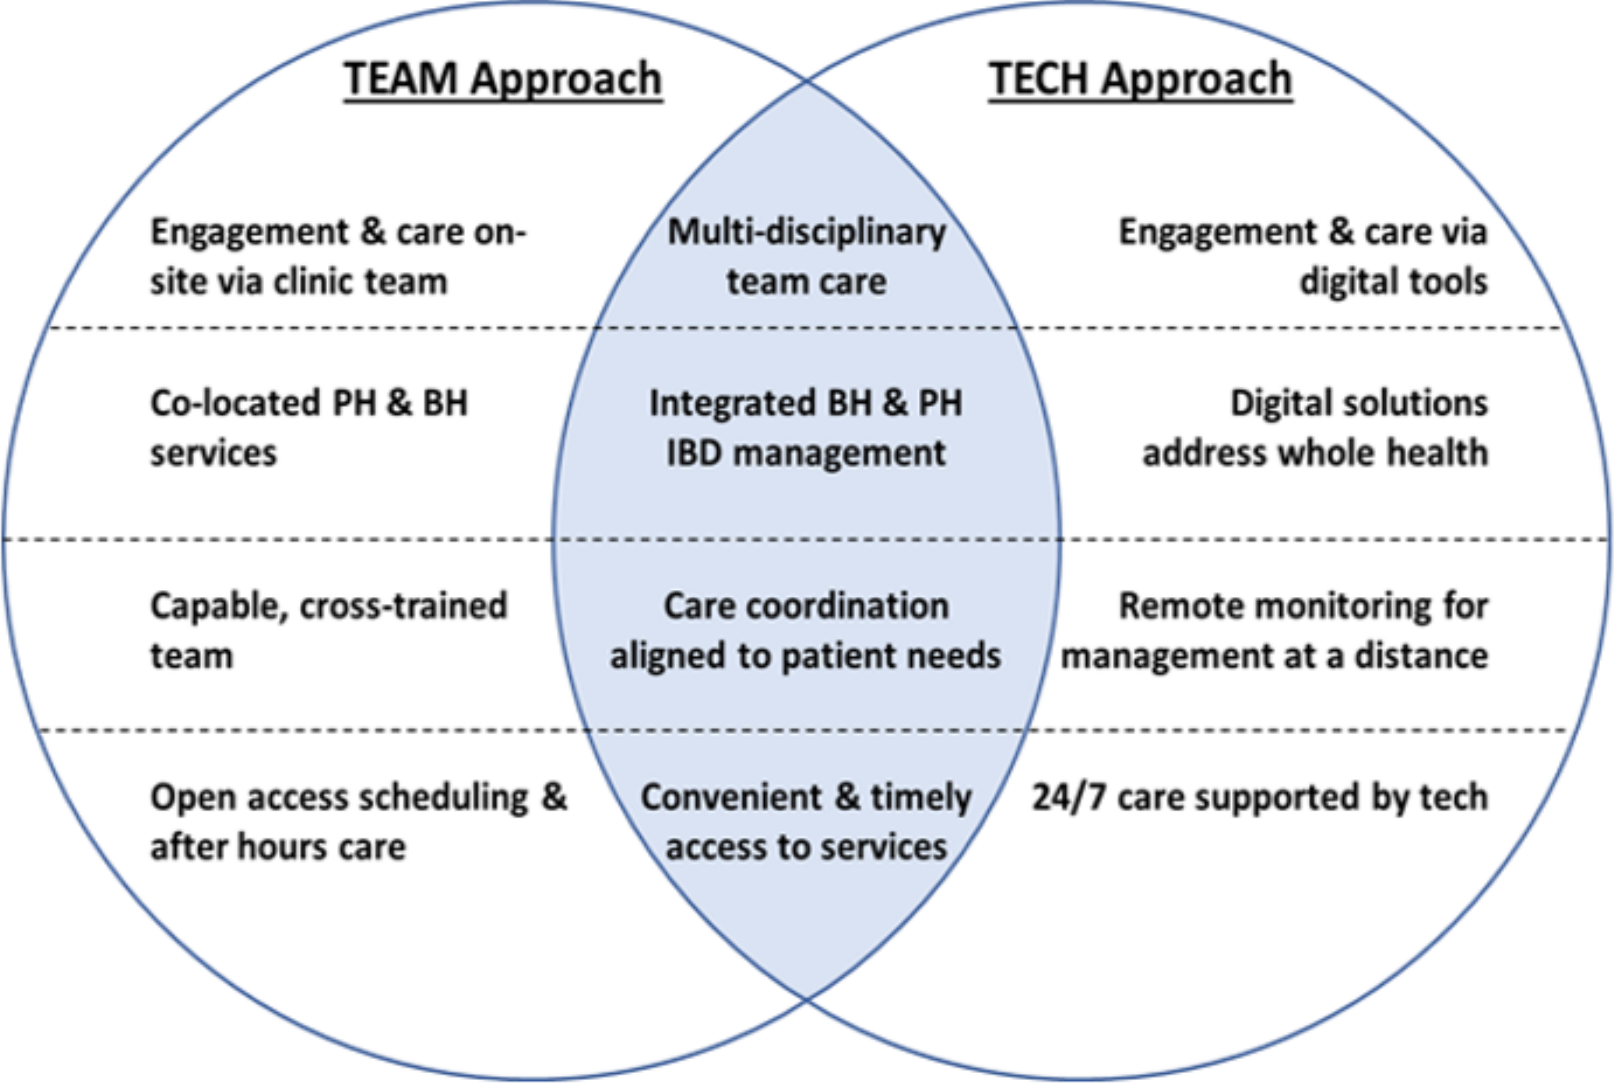 TEAM Approach
TECH Approach
Engagement & care on-
site via clinic team
Multi-disciplinary
team care
Engagement & care via
digital tools
Co-located PH & BH
services
Integrated BH & PH
IBD management
Digital solutions
address whole health
Capable, cross-trained
team
Care coordination
aligned to patient needs
Remote monitoring for
management at a distance
Open access scheduling &
after hours care
Convenient & timely
access to services
24/7 care supported by tech